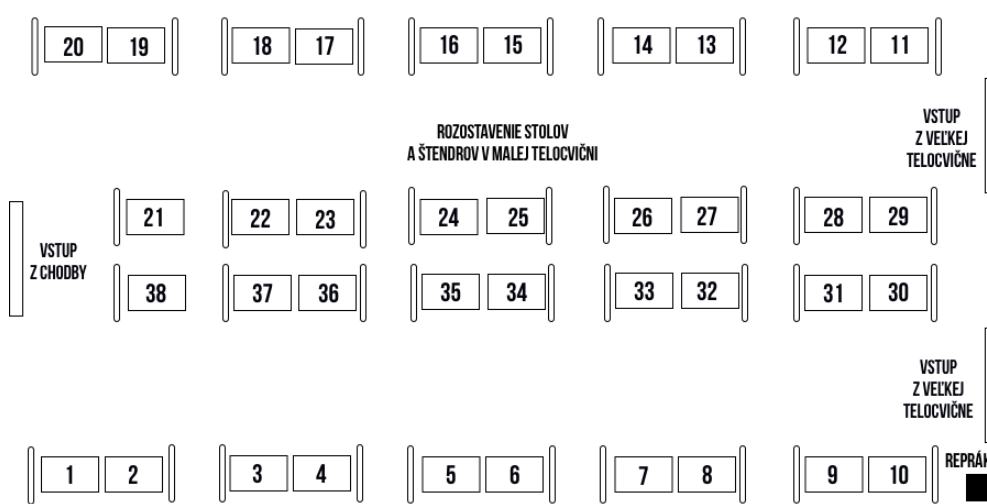 20 19 18 17 16 15 14 13 12 11
VSTUP
Z VEĽKEJ
TELOCVIČNE
ROZOSTAVENIE STOLOV
A ŠTENDROV V MALEJ TELOCVIČNI
21 22 23 24 25 26 27 28 29
VSTUP
Z CHODBY
38 37 36 35 34 33 32 31 30
VSTUP
Z VEĽKEJ
TELOCVIČNE
1 2 3 4 5 6 7 8 9 10
REPRÁK